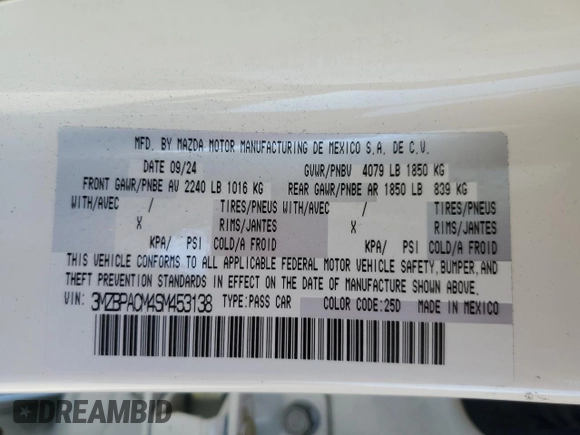 MFD. BY MAZDA MOTOR MANUFACTURING DE MEXICO S.A. DE C.V.
DATE 09/24 GVWR/PNBV 4079 LB 1850 KG
FRONT GAWR/PNBE AV 2240 LB 1016 KG REAR GAWR/PNBE AR 1850 LB 839 KG
WITH/AVEC / TIRES/PNEUS WITH/AVEC / TIRES/PNEUS
X RIMS/JANTES X RIMS/JANTES
KPA/ PSI COLD/A FROID KPA/ PSI COLD/A FROID
THIS VEHICLE CONFORMS TO ALL APPLICABLE FEDERAL MOTOR VEHICLE SAFETY, BUMPER, AND
THEFT PREVENTION STANDARDS IN EFFECT ON THE DATE OF MANUFACTURE SHOWN ABOVE.
VIN: 3MZBPACM4SM453138 TYPE:PASS CAR COLOR CODE:25D MADE IN MEXICO
DREAMBID